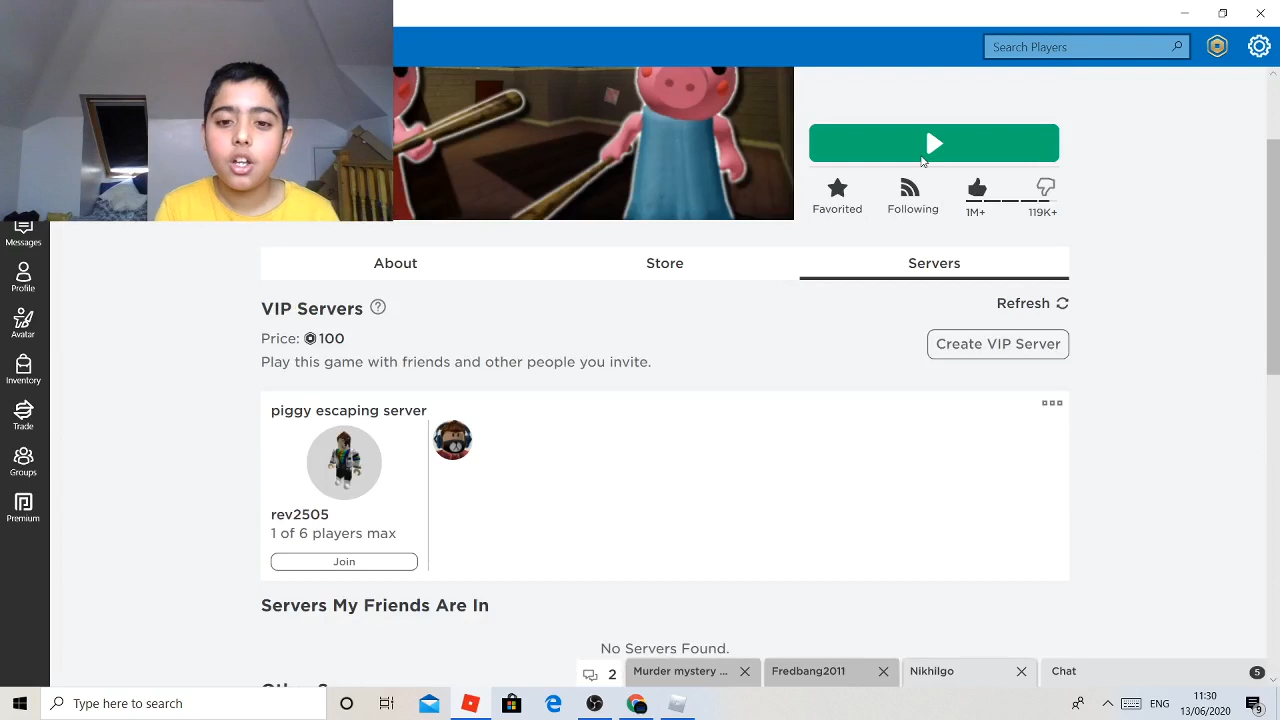 Search Players
Favorited
Following
1M+
119K+
Messages
Profile
Avatar
Inventory
Trade
Groups
Premium
About
Store
Servers
VIP Servers ?
Refresh
Price: 100
Create VIP Server
Play this game with friends and other people you invite.
piggy escaping server
rev2505
1 of 6 players max
Join
Servers My Friends Are In
No Servers Found.
2
Murder mystery ...
Fredbang2011
Nikhilgo
Chat
5
Type here to search
ENG
11:30
13/06/2020
9